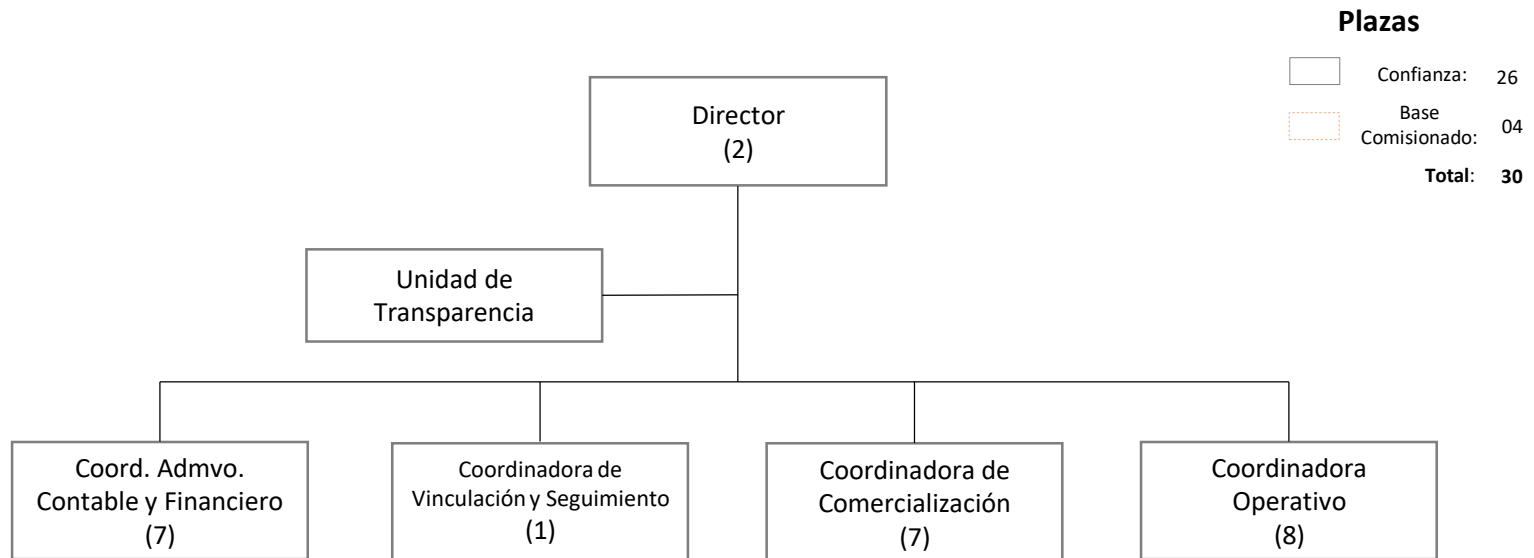 Plazas
Confianza: 26
Base
Comisionado: 04
Total: 30
Director
(2)
Unidad de
Transparencia
Coord. Admvo.
Contable y Financiero
(7)
Coordinadora de
Vinculación y Seguimiento
(1)
Coordinadora de
Comercialización
(7)
Coordinadora
Operativo
(8)